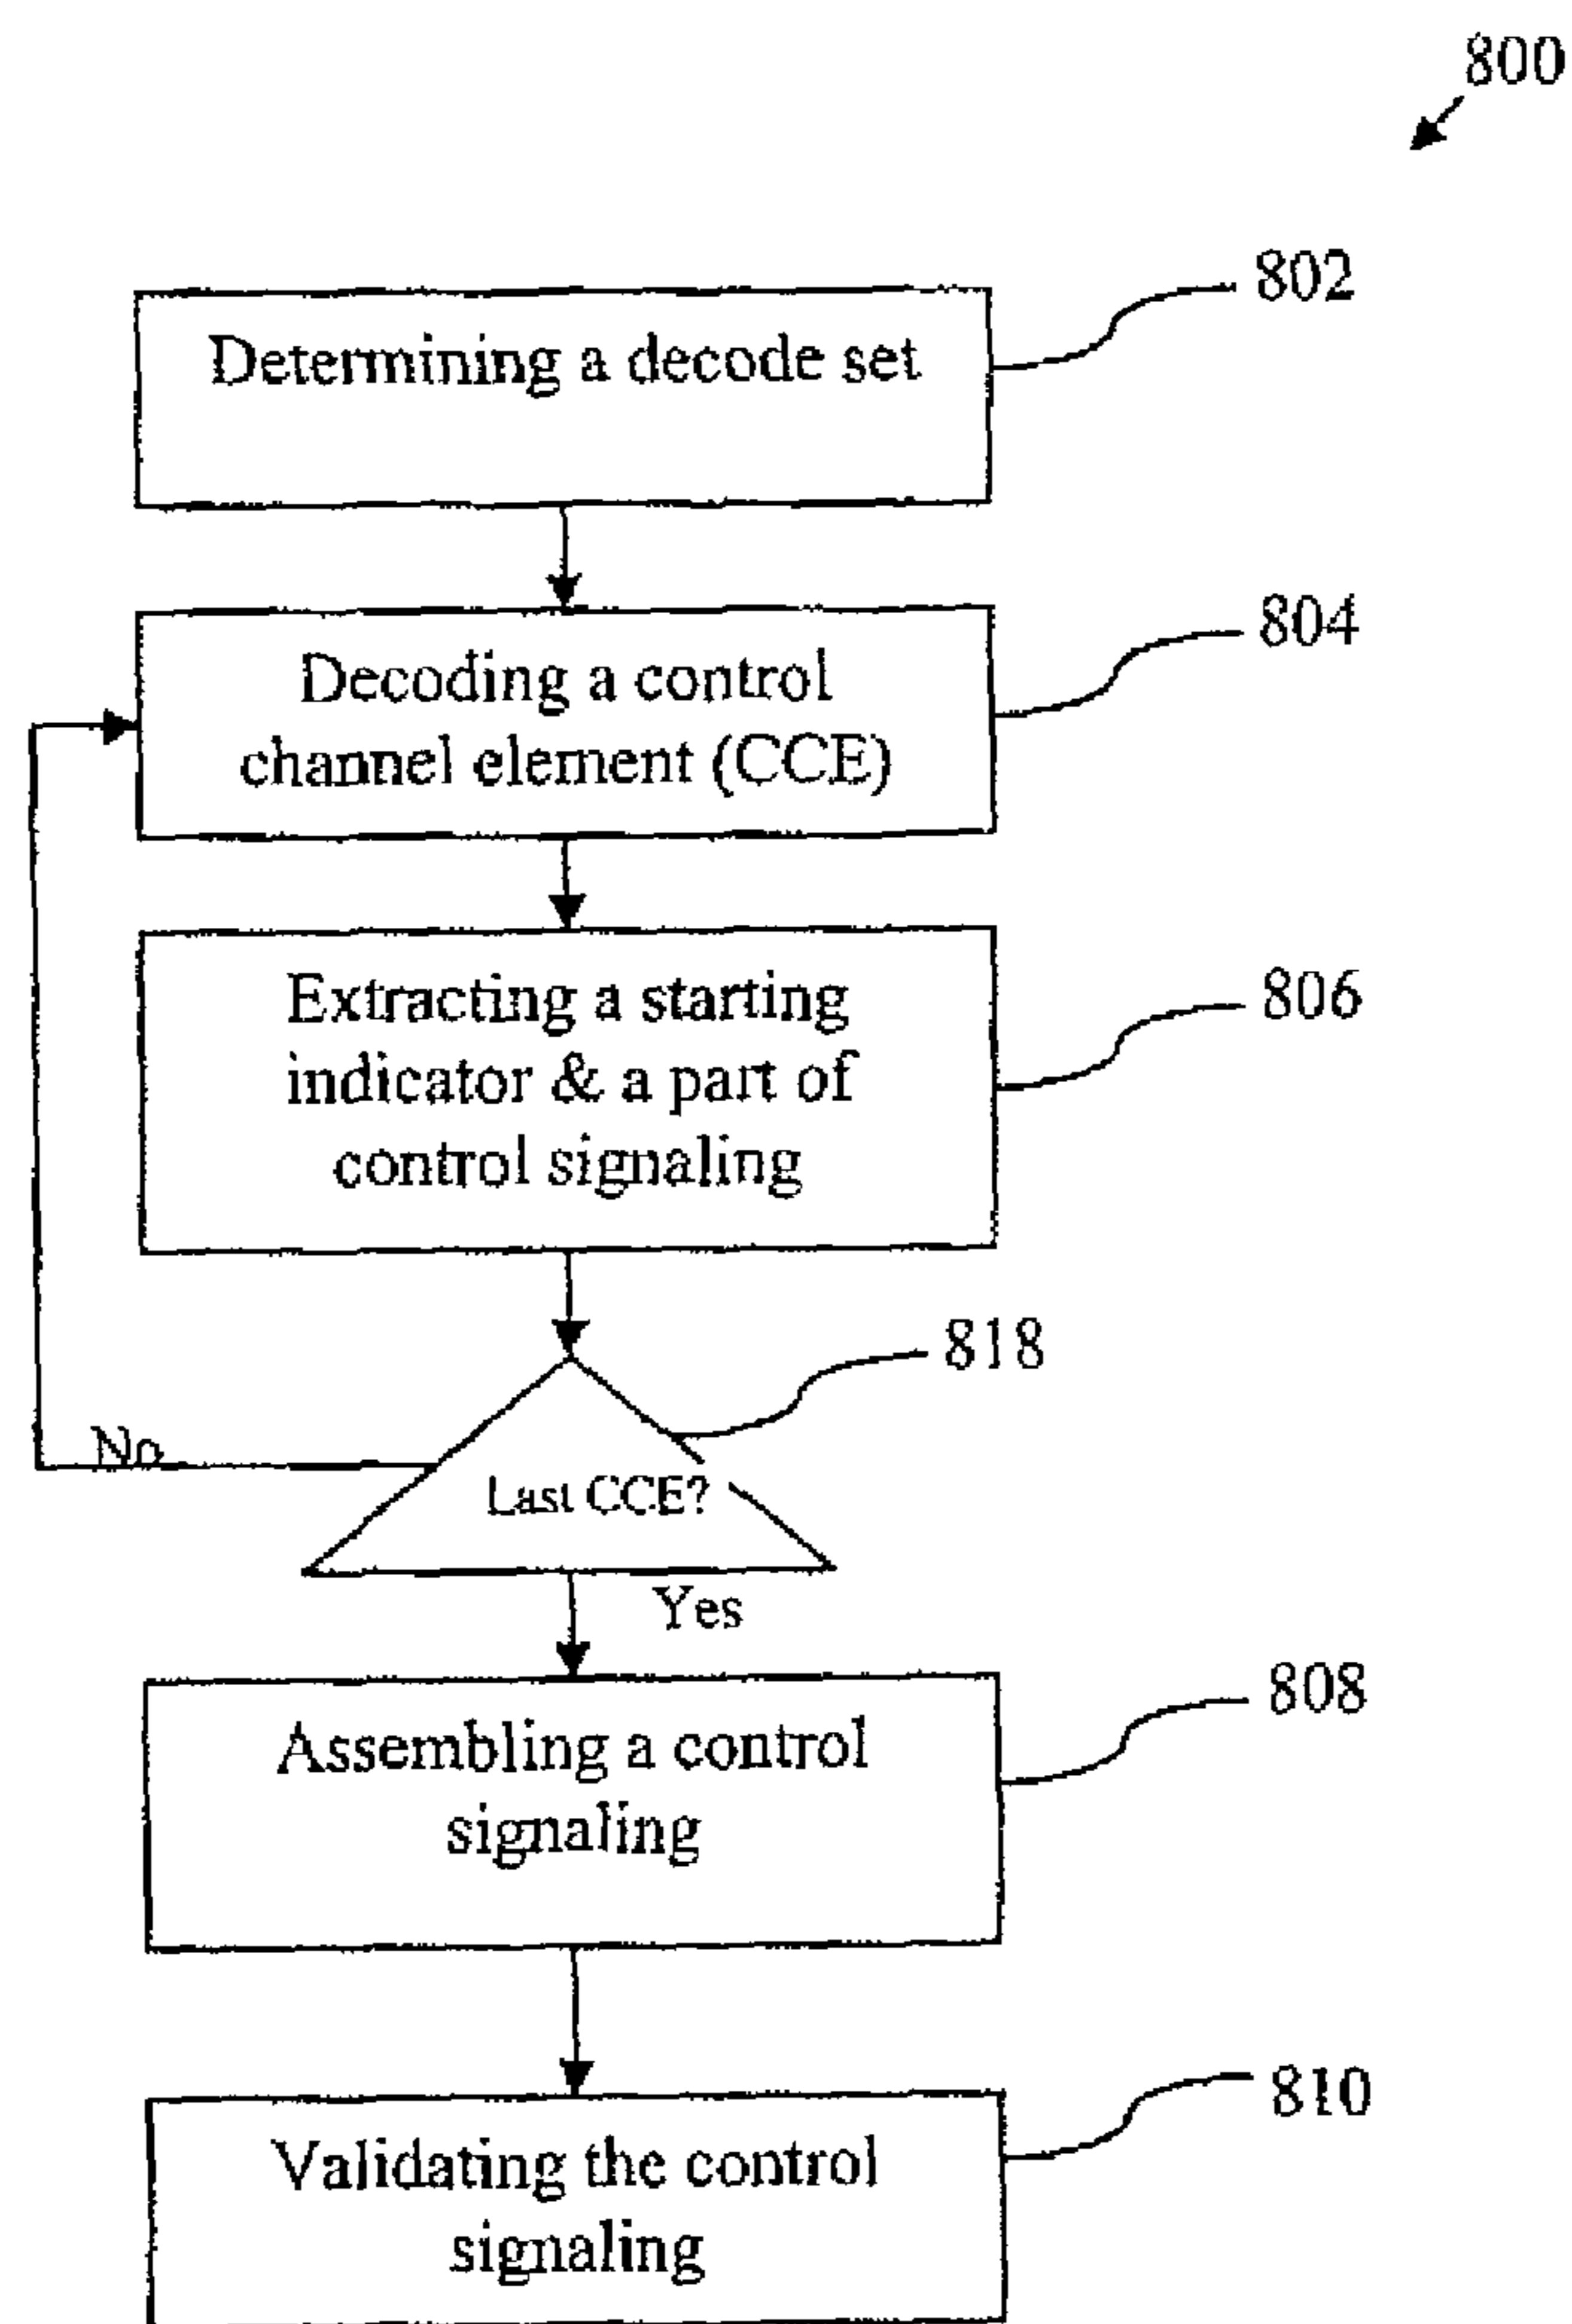 800
802
Determining a decode set
804
Decoding a control
channel element (CCE)
806
Extracting a starting
indicator & a part of
control signaling
818
No
Last CCE?
Yes
808
Assembling a control
signaling
810
Validating the control
signaling